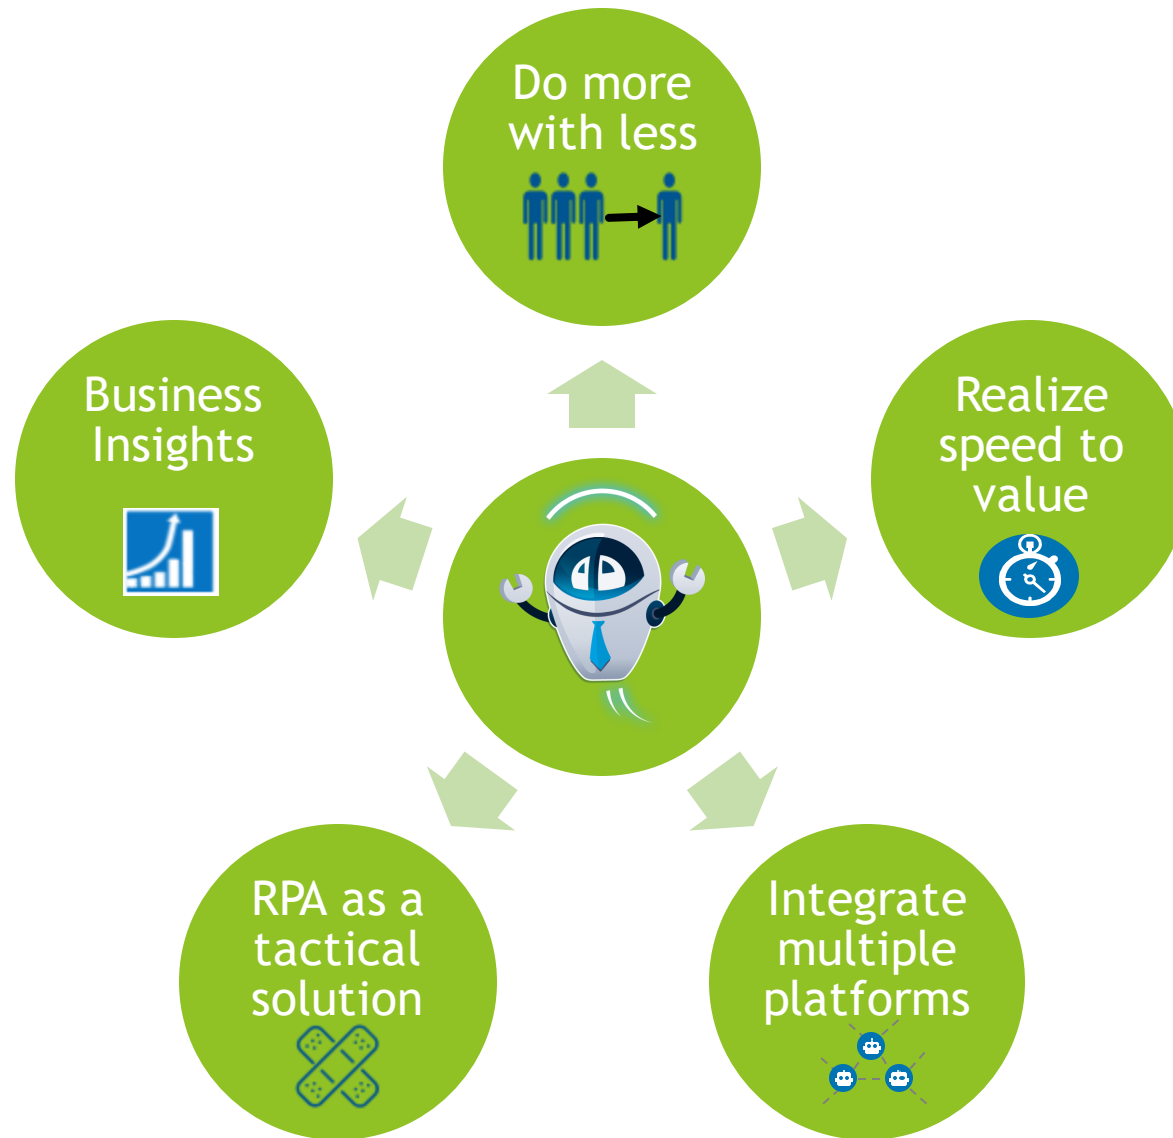 Do more
with less
Business
Insights
Realize
speed to
value
RPA as a
tactical
solution
Integrate
multiple
platforms